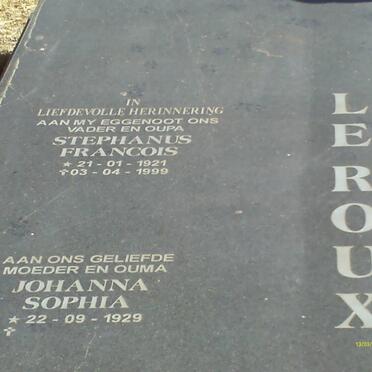 IN
LIEFDEVOLLE HERINNERING
AAN MY EGGENOOT ONS
VADER EN OUPA
STEPHANUS
FRANCOIS
★ 21 - 01 - 1921
✝03 - 04 - 1999
AAN ONS GELIEFDE
MOEDER EN OUMA
JOHANNA
SOPHIA
★ 22 - 09 - 1929
✝
LE ROUX